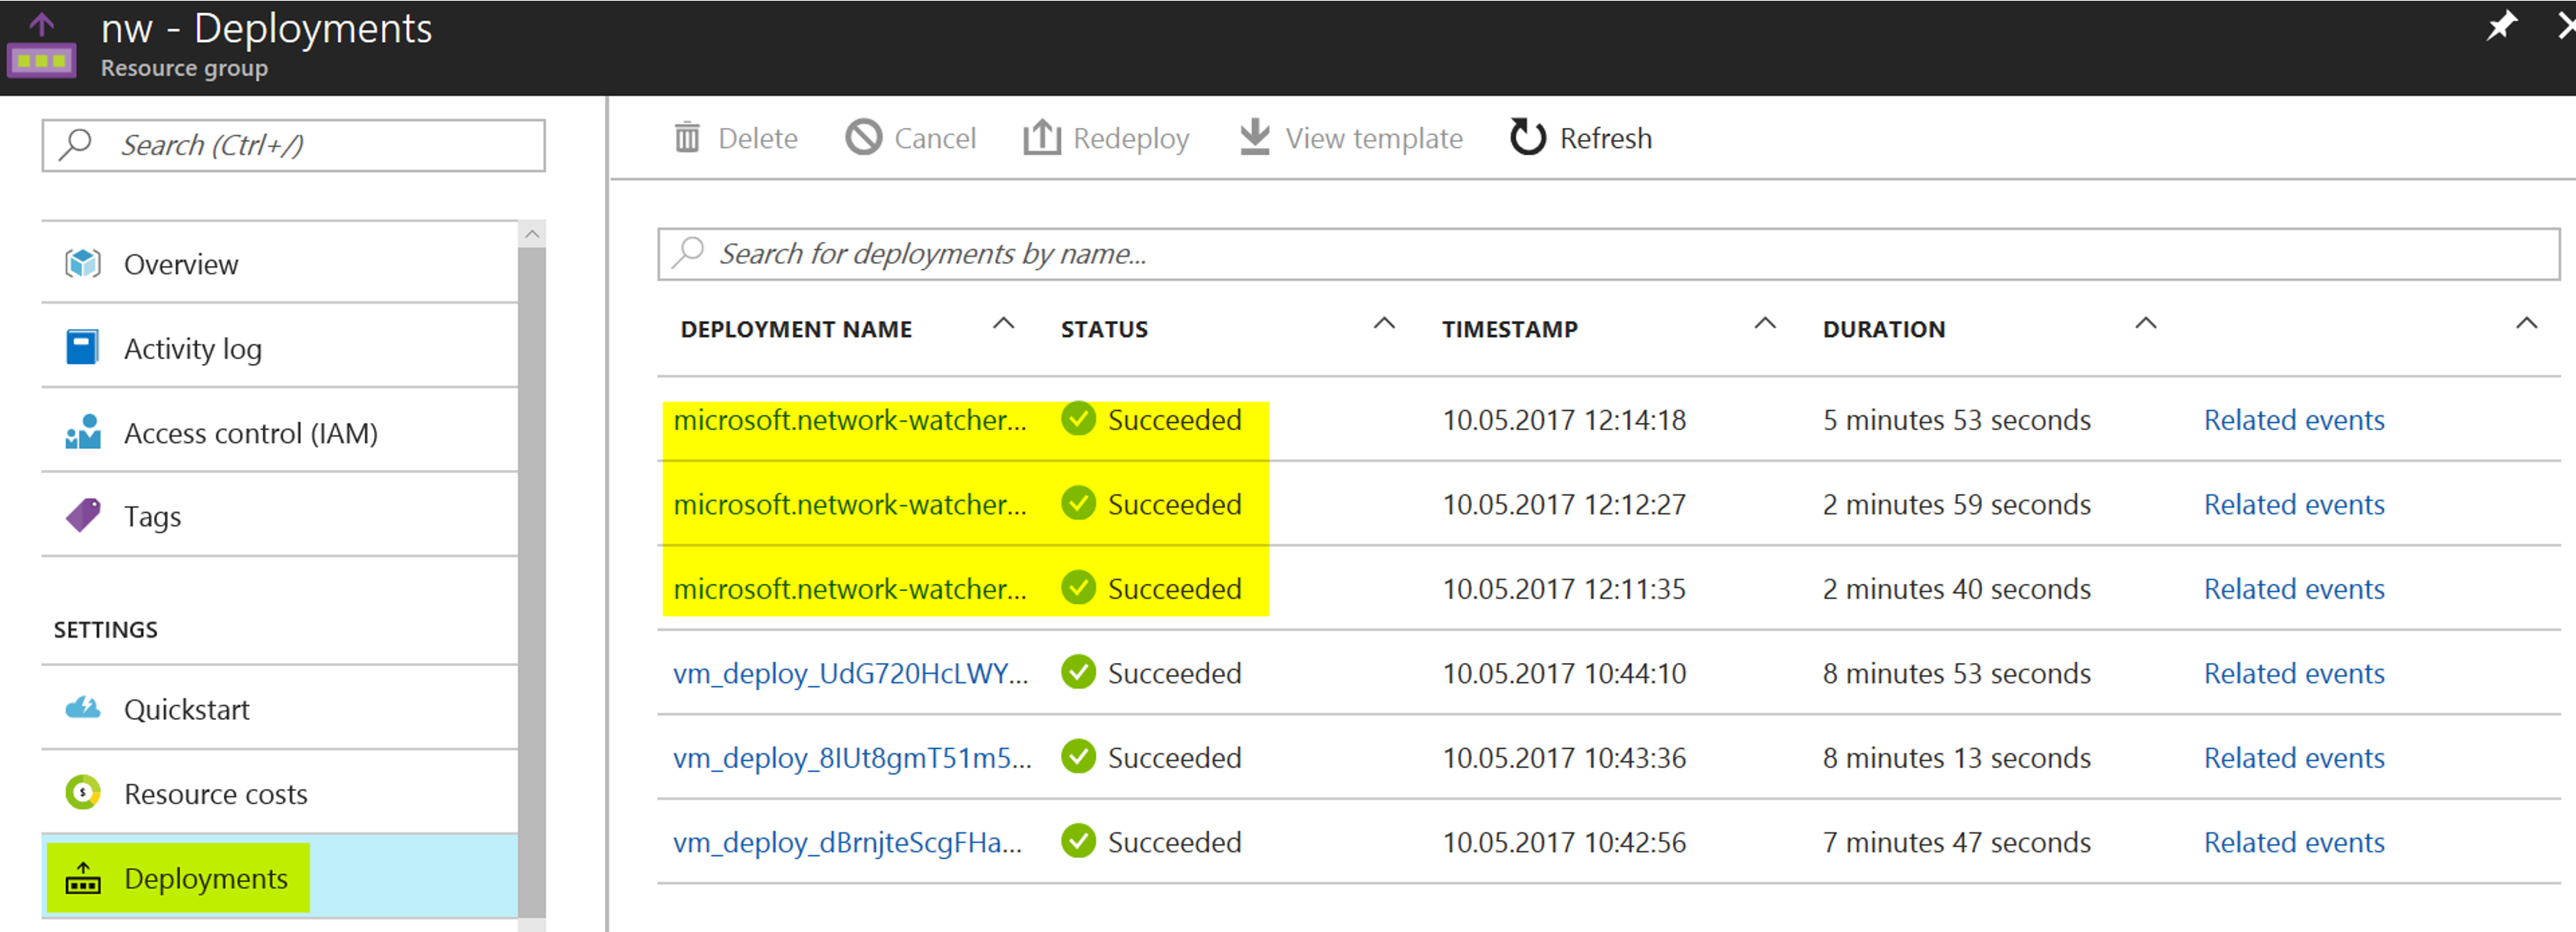 nw - Deployments
Resource group
Search (Ctrl+/)
Overview
Activity log
Access control (IAM)
Tags
SETTINGS
Quickstart
Resource costs
Deployments
Delete Cancel Redeploy View template Refresh
Search for deployments by name...
DEPLOYMENT NAME STATUS TIMESTAMP DURATION
microsoft.network-watcher... Succeeded 10.05.2017 12:14:18 5 minutes 53 seconds Related events
microsoft.network-watcher... Succeeded 10.05.2017 12:12:27 2 minutes 59 seconds Related events
microsoft.network-watcher... Succeeded 10.05.2017 12:11:35 2 minutes 40 seconds Related events
vm_deploy_UdG720HcLWY... Succeeded 10.05.2017 10:44:10 8 minutes 53 seconds Related events
vm_deploy_8IUt8gmT51m5... Succeeded 10.05.2017 10:43:36 8 minutes 13 seconds Related events
vm_deploy_dBrnjteScgFHa... Succeeded 10.05.2017 10:42:56 7 minutes 47 seconds Related events